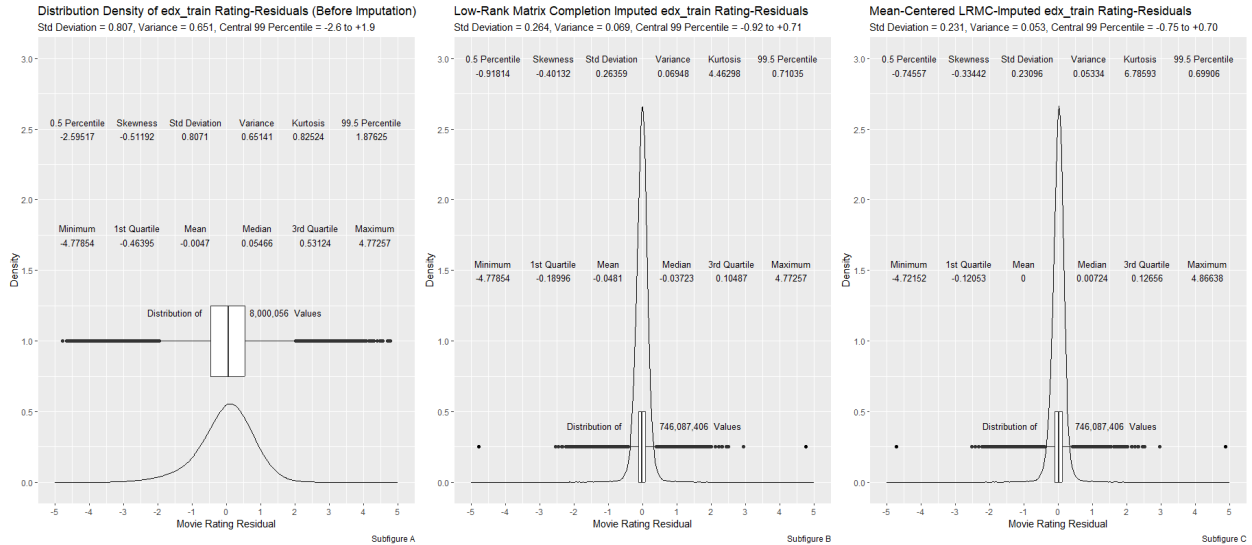 Distribution Density of edx_train Rating-Residuals (Before Imputation)
Std Deviation = 0.807, Variance = 0.651, Central 99 Percentile = -2.6 to +1.9
3.0
2.5
2.0
1.5
1.0
0.5
0.0
Density
0.5 Percentile Skewness Std Deviation Variance Kurtosis 99.5 Percentile
-2.59517 -0.51192 0.8071 0.65141 0.82524 1.87625
Minimum 1st Quartile Mean Median 3rd Quartile Maximum
-4.77854 -0.46395 -0.0047 0.05466 0.53124 4.77257
Distribution of 8,000,056 Values
-5 -4 -3 -2 -1 0 1 2 3 4 5
Movie Rating Residual
Subfigure A
Low-Rank Matrix Completion Imputed edx_train Rating-Residuals
Std Deviation = 0.264, Variance = 0.069, Central 99 Percentile = -0.92 to +0.71
3.0
2.5
2.0
1.5
1.0
0.5
0.0
Density
0.5 Percentile Skewness Std Deviation Variance Kurtosis 99.5 Percentile
-0.91814 -0.40132 0.26359 0.06948 4.46298 0.71035
Minimum 1st Quartile Mean Median 3rd Quartile Maximum
-4.77854 -0.18996 -0.0481 -0.03723 0.10487 4.77257
Distribution of 746,087,406 Values
-5 -4 -3 -2 -1 0 1 2 3 4 5
Movie Rating Residual
Subfigure B
Mean-Centered LRMC-Imputed edx_train Rating-Residuals
Std Deviation = 0.231, Variance = 0.053, Central 99 Percentile = -0.75 to +0.70
3.0
2.5
2.0
1.5
1.0
0.5
0.0
Density
0.5 Percentile Skewness Std Deviation Variance Kurtosis 99.5 Percentile
-0.74557 -0.33442 0.23096 0.05334 6.78593 0.69906
Minimum 1st Quartile Mean Median 3rd Quartile Maximum
-4.72152 -0.12053 0 0.00724 0.12656 4.86638
Distribution of 746,087,406 Values
-5 -4 -3 -2 -1 0 1 2 3 4 5
Movie Rating Residual
Subfigure C